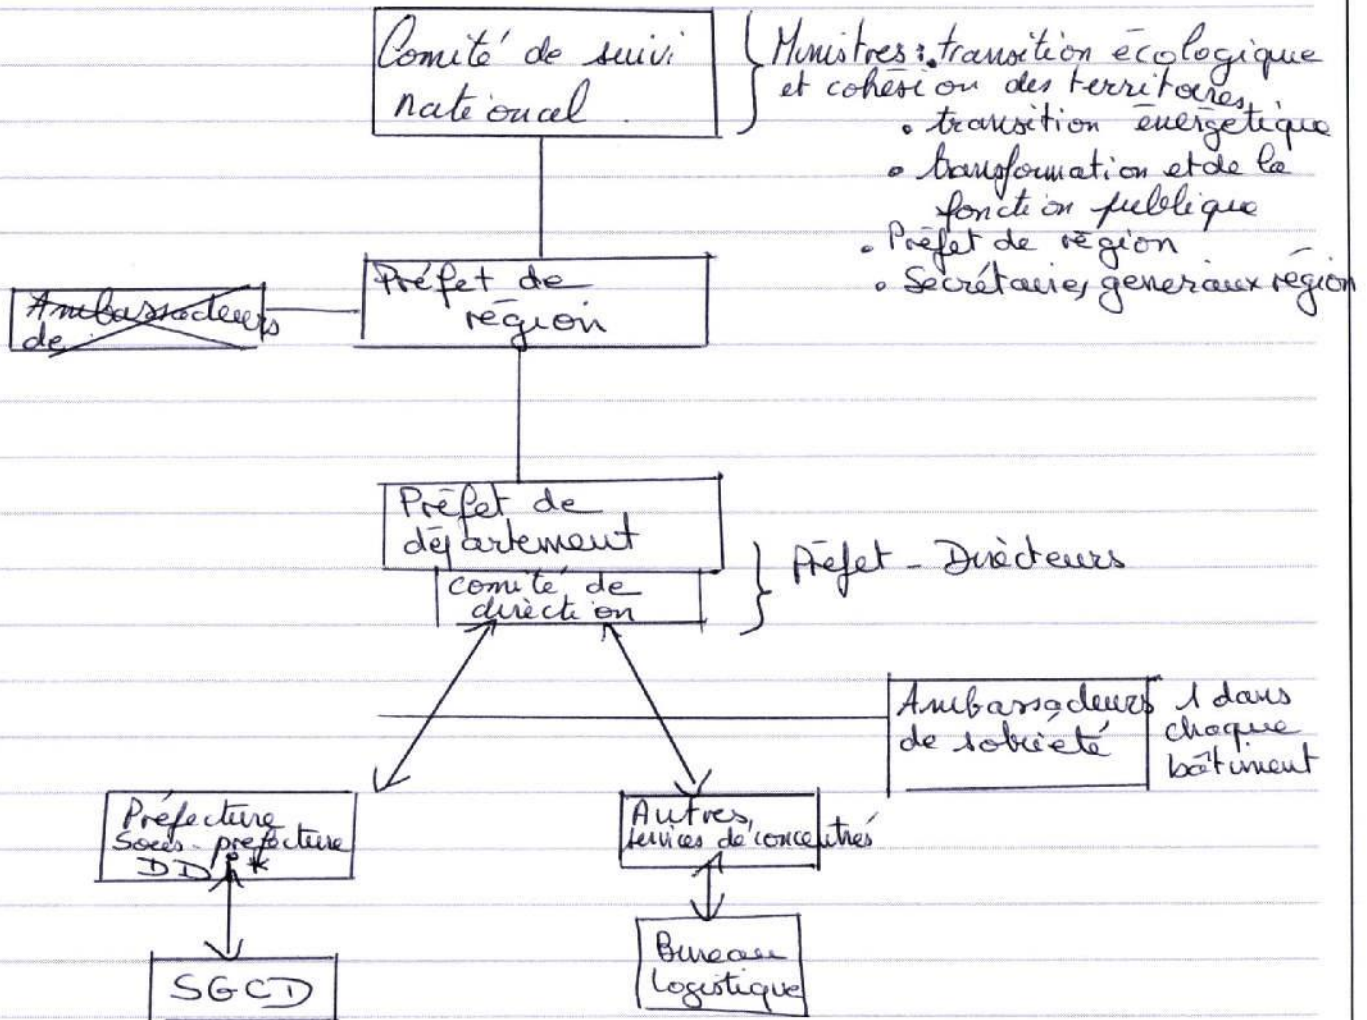 Comité de suivi
national.
Ministres : transition écologique
et cohésion des territoires,
• transition énergétique
• transformation et de la
fonction publique
• Préfet de région
• Secrétaires generaux région
Ambassadeurs
de
Préfet de
région
Préfet de
département
comité de
direction
Préfet - Directeurs
Ambassadeurs
de sobriété
1 dans
chaque
bâtiment
Préfecture
Sous-préfecture
DDI *
Autres
services déconcentrés
SGCD
Bureau
logistique